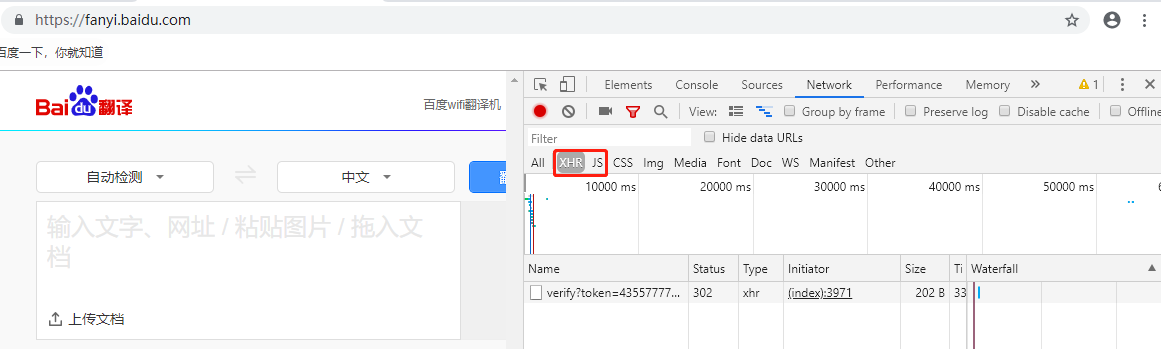 https://fanyi.baidu.com
百度一下，你就知道
Elements Console Sources Network Performance Memory » 1
Baidu翻译
百度wifi翻译机
View: Group by frame Preserve log Disable cache Offline
Filter Hide data URLs
All XHR JS CSS Img Media Font Doc WS Manifest Other
自动检测 中文
10000 ms 20000 ms 30000 ms 40000 ms 50000 ms
输入文字、网址 / 粘贴图片 / 拖入文
档
上传文档
Name Status Type Initiator Size Ti Waterfall
verify?token=43557777... 302 xhr (index):3971 202 B 33